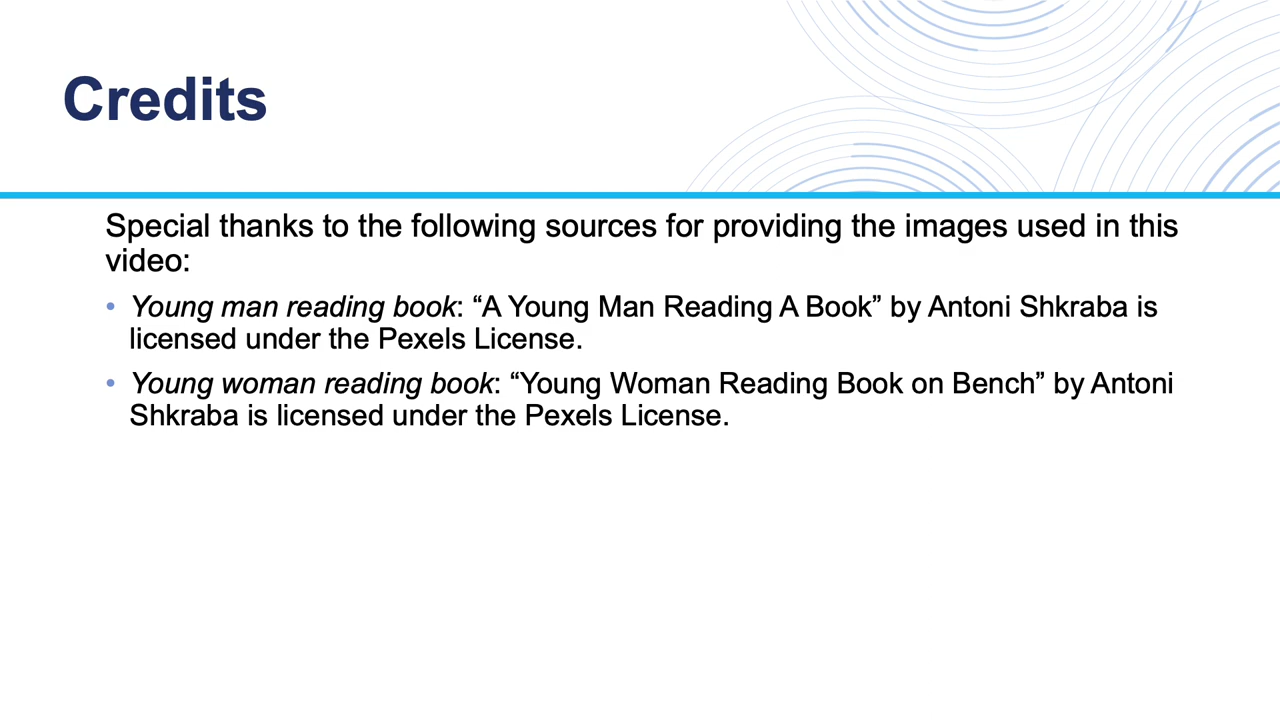 Credits
Special thanks to the following sources for providing the images used in this
video:
• Young man reading book: “A Young Man Reading A Book” by Antoni Shkraba is
licensed under the Pexels License.
• Young woman reading book: “Young Woman Reading Book on Bench” by Antoni
Shkraba is licensed under the Pexels License.